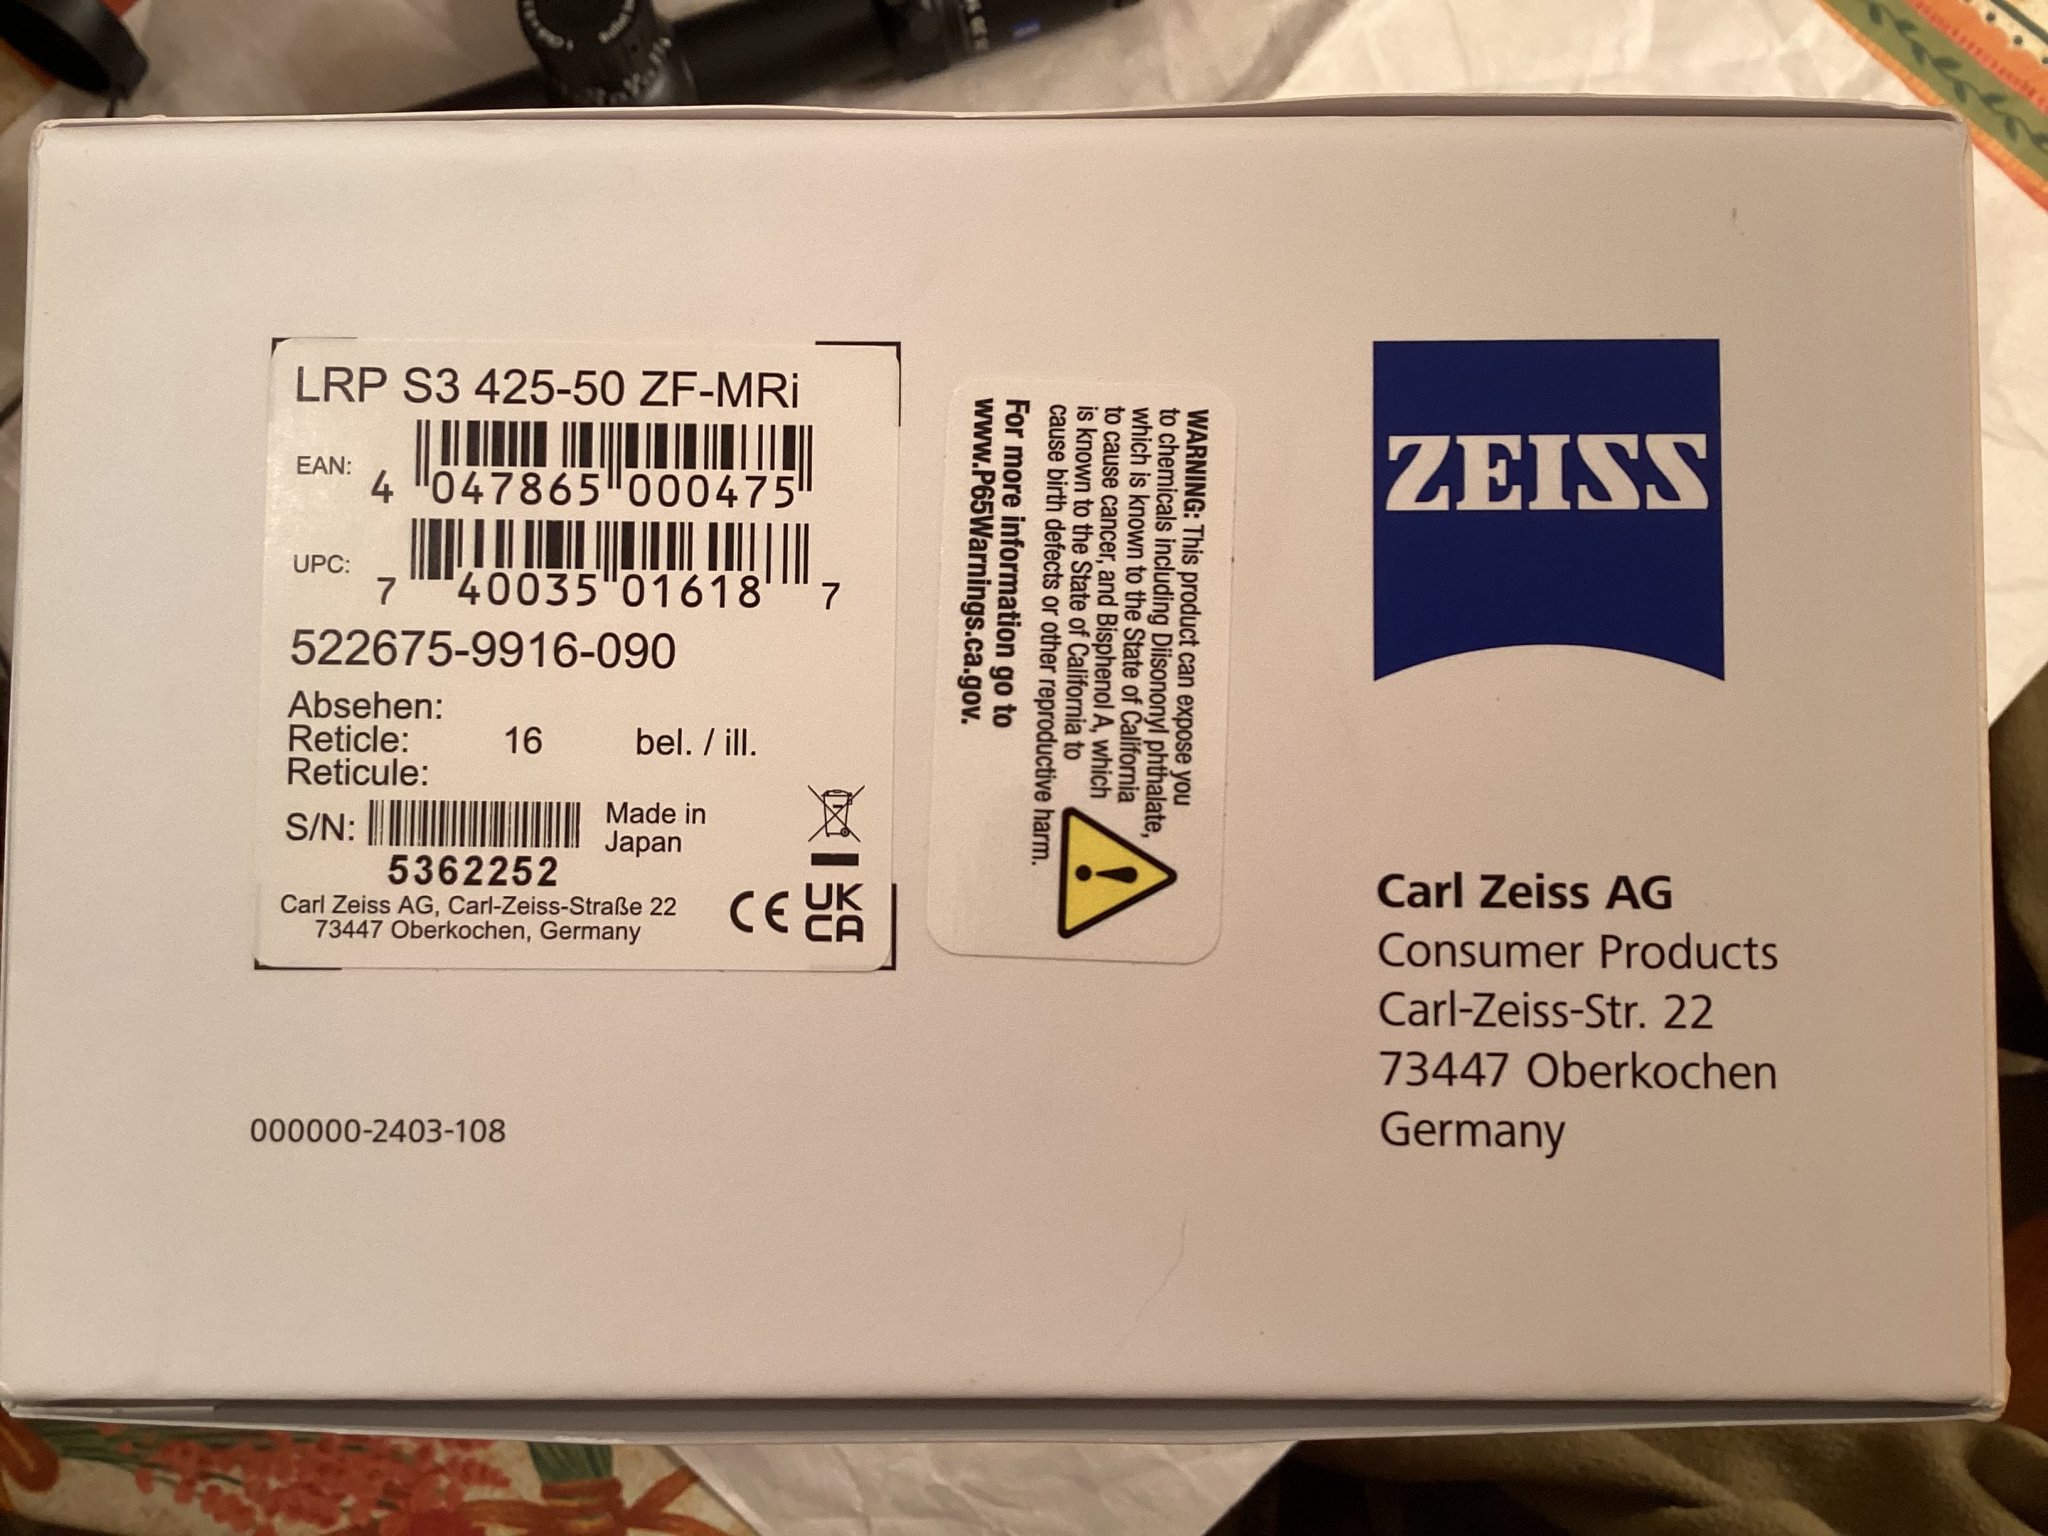 LRP S3 425-50 ZF-MRi
EAN: 4 047865 000475
UPC: 7 40035 01618 7
522675-9916-090
Absehen:
Reticle: 16 bel. / ill.
Reticule:
S/N: Made in
Japan
5362252
Carl Zeiss AG, Carl-Zeiss-Straße 22
73447 Oberkochen, Germany
CE UK
CA
WARNING: This product can expose you
to chemicals including Diisononyl phthalate,
which is known to the State of California
to cause cancer, and Bisphenol A, which
is known to the State of California to
cause birth defects or other reproductive harm.
For more information go to
www.P65Warnings.ca.gov.
ZEISS
Carl Zeiss AG
Consumer Products
Carl-Zeiss-Str. 22
73447 Oberkochen
Germany
000000-2403-108